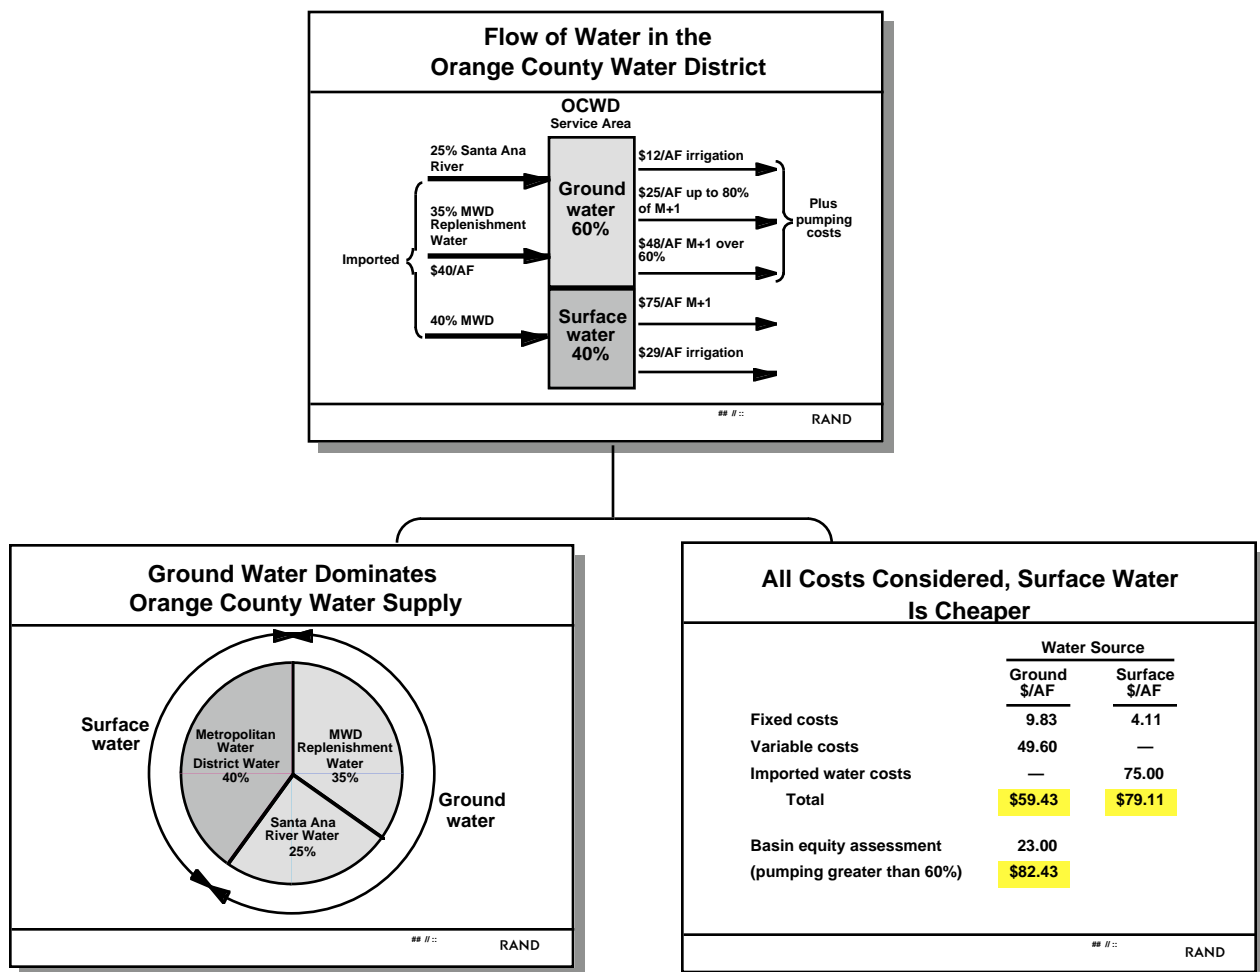 Flow of Water in the
Orange County Water District
OCWD
Service Area
25% Santa Ana
River
35% MWD
Replenishment
Water
$40/AF
40% MWD
Imported
Ground
water
60%
Surface
water
40%
$12/AF irrigation
$25/AF up to 80%
of M+1
$48/AF M+1 over
60%
$75/AF M+1
$29/AF irrigation
Plus
pumping
costs
## // ::
RAND
Ground Water Dominates
Orange County Water Supply
Surface
water
Metropolitan
Water
District Water
40%
MWD
Replenishment
Water
35%
Santa Ana
River Water
25%
Ground
water
## // ::
RAND
All Costs Considered, Surface Water
Is Cheaper
Water Source
Ground Surface
$/AF $/AF
Fixed costs 9.83 4.11
Variable costs 49.60 —
Imported water costs — 75.00
Total $59.43 $79.11
Basin equity assessment 23.00
(pumping greater than 60%) $82.43
## // ::
RAND